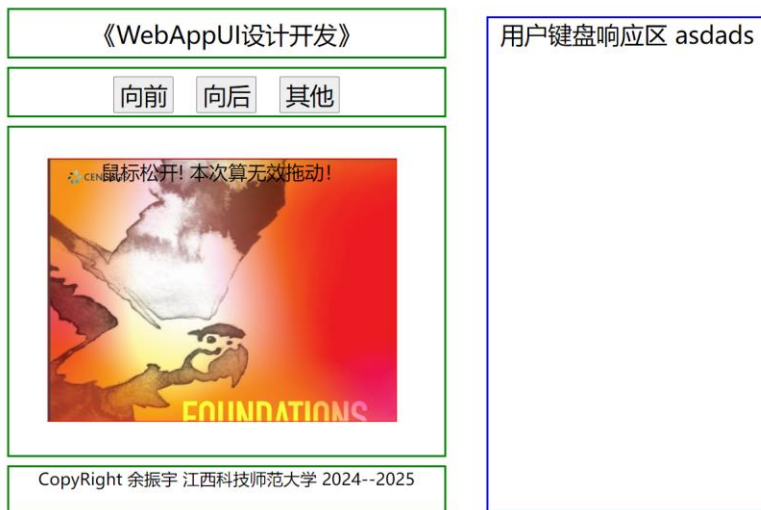 《WebAppUI设计开发》
向前 向后 其他
鼠标松开! 本次算无效拖动!
FOUNDATIONS
CopyRight 余振宇 江西科技师范大学 2024--2025
用户键盘响应区 asdads